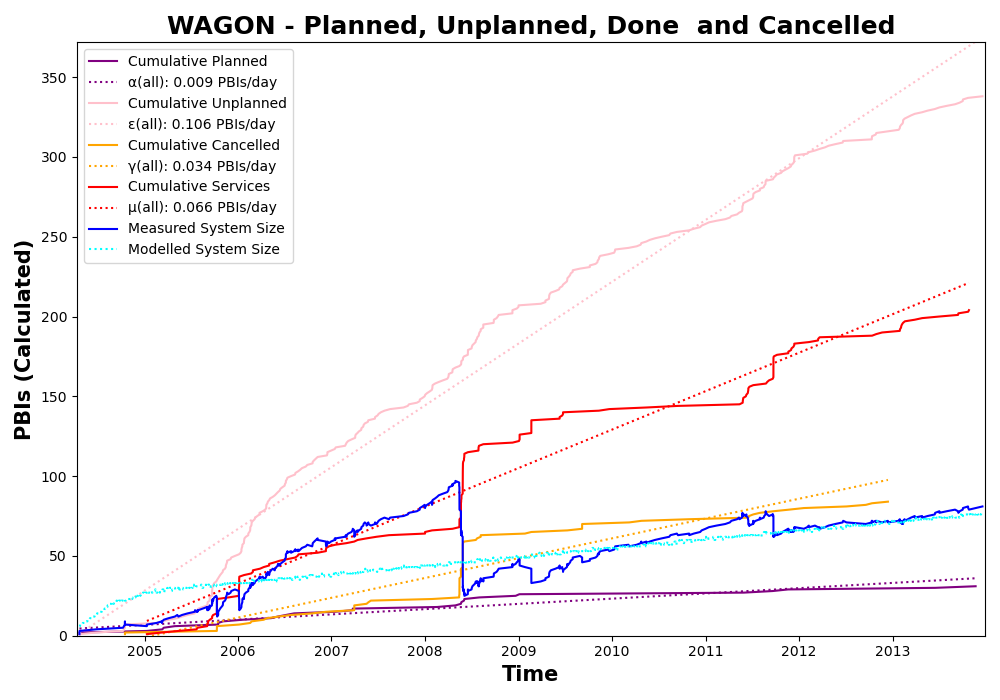 WAGON - Planned, Unplanned, Done  and Cancelled
Cumulative Planned
α(all): 0.009 PBIs/day
Cumulative Unplanned
ε(all): 0.106 PBIs/day
Cumulative Cancelled
γ(all): 0.034 PBIs/day
Cumulative Services
μ(all): 0.066 PBIs/day
Measured System Size
Modelled System Size
PBIs (Calculated)
350
300
250
200
150
100
50
0
2005 2006 2007 2008 2009 2010 2011 2012 2013
Time